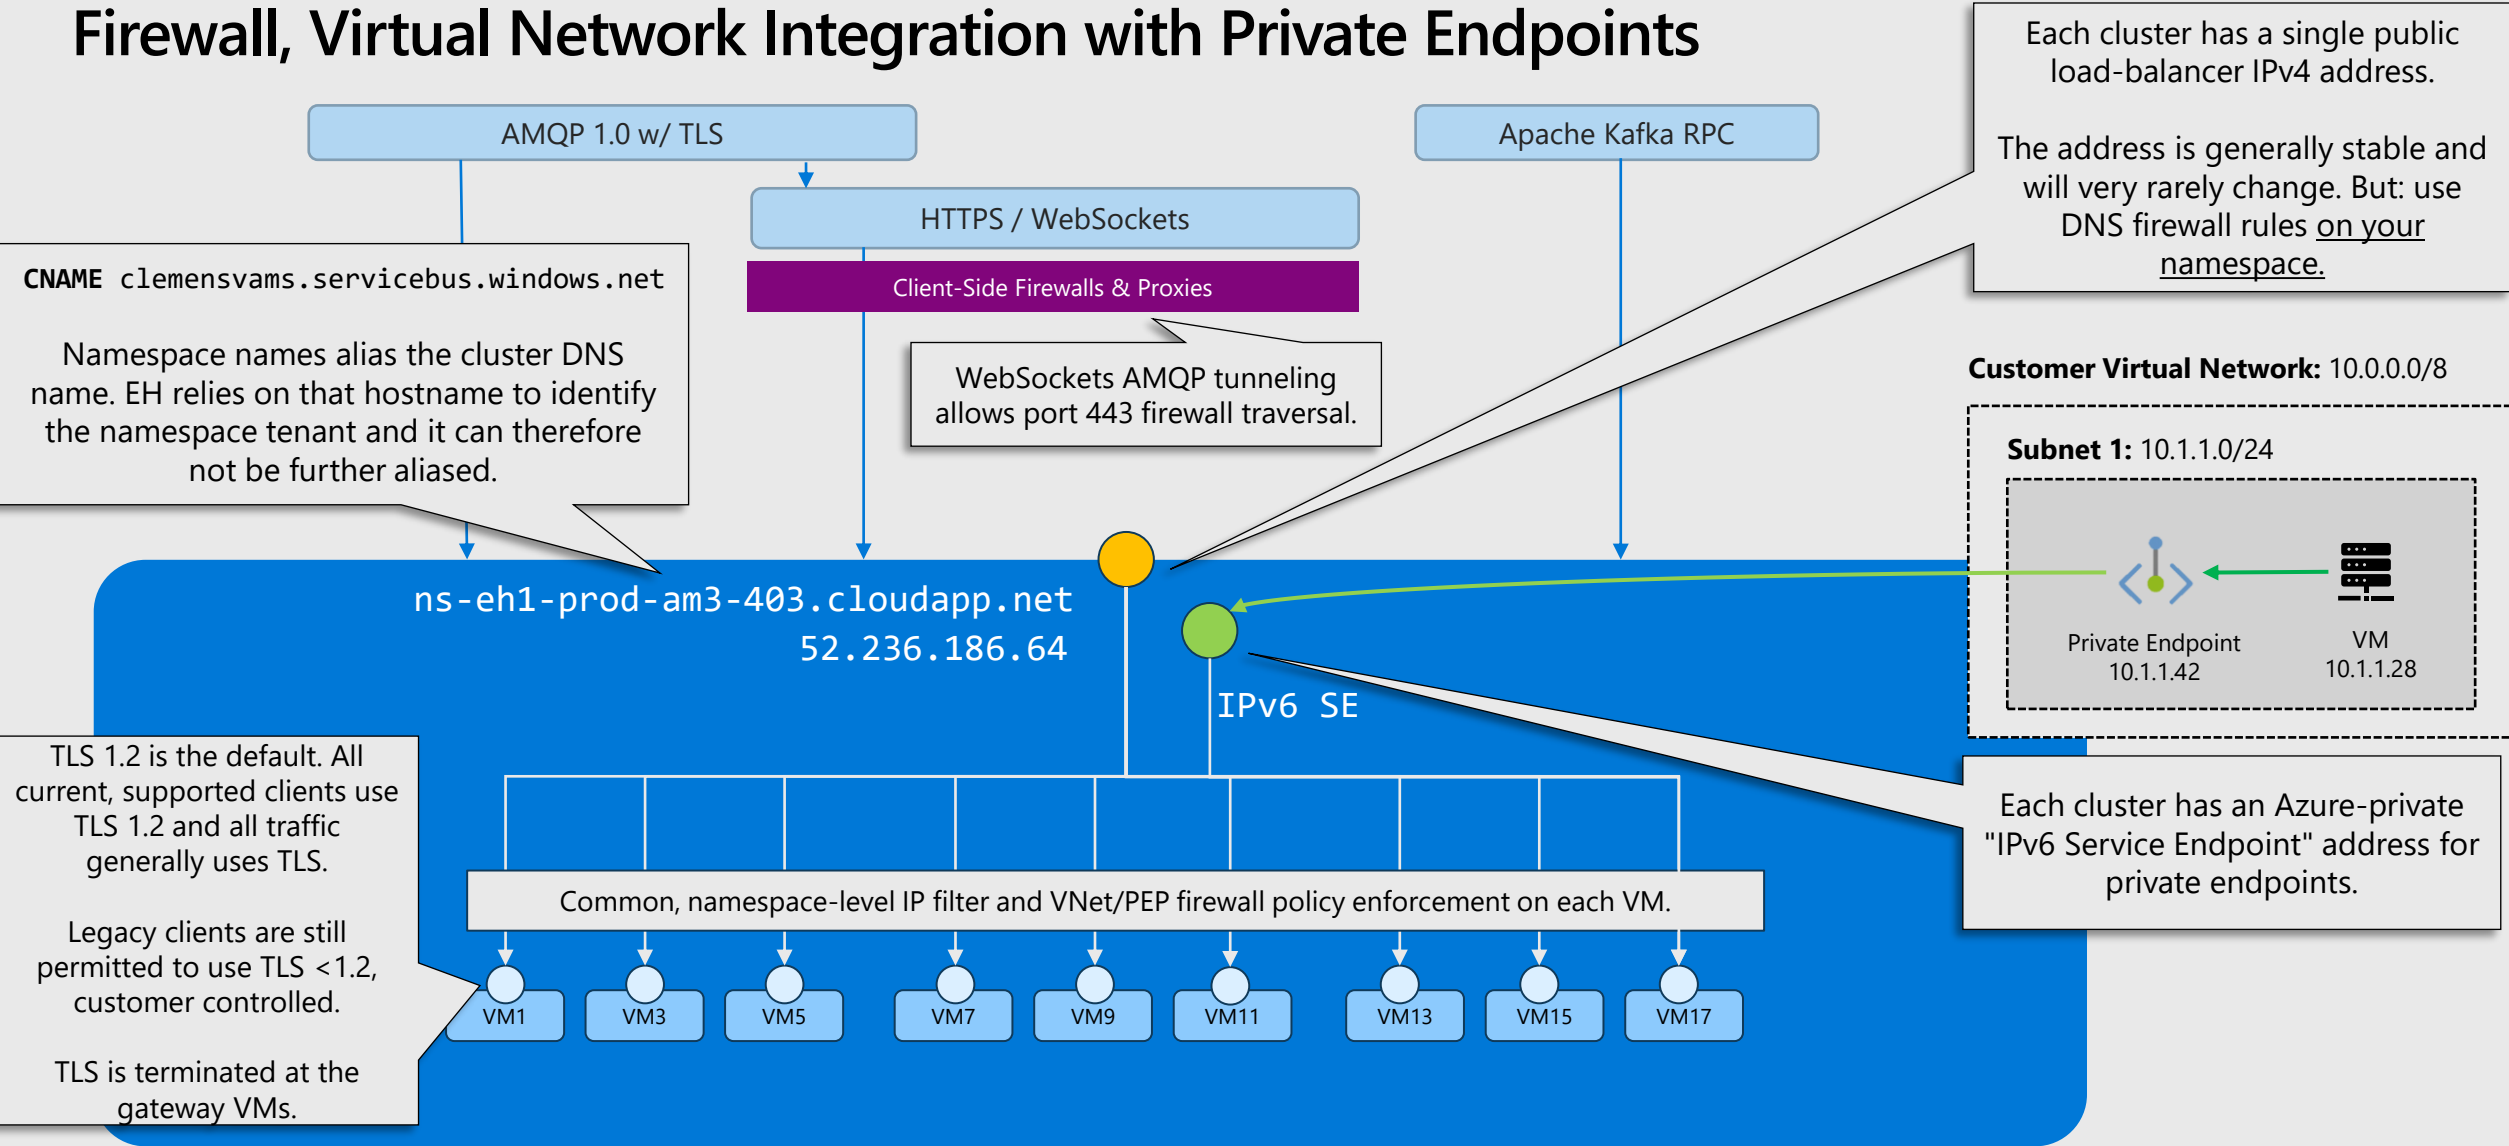 Firewall, Virtual Network Integration with Private Endpoints
Each cluster has a single public
load-balancer IPv4 address.
The address is generally stable and
will very rarely change. But: use
DNS firewall rules on your
namespace.
AMQP 1.0 w/ TLS
Apache Kafka RPC
HTTPS / WebSockets
Client-Side Firewalls & Proxies
CNAME clemensvams.servicebus.windows.net
Namespace names alias the cluster DNS
name. EH relies on that hostname to identify
the namespace tenant and it can therefore
not be further aliased.
WebSockets AMQP tunneling
allows port 443 firewall traversal.
Customer Virtual Network: 10.0.0.0/8
Subnet 1: 10.1.1.0/24
Private Endpoint
10.1.1.42
VM
10.1.1.28
ns-eh1-prod-am3-403.cloudapp.net
52.236.186.64
IPv6 SE
TLS 1.2 is the default. All
current, supported clients use
TLS 1.2 and all traffic
generally uses TLS.
Legacy clients are still
permitted to use TLS <1.2,
customer controlled.
TLS is terminated at the
gateway VMs.
Each cluster has an Azure-private
"IPv6 Service Endpoint" address for
private endpoints.
Common, namespace-level IP filter and VNet/PEP firewall policy enforcement on each VM.
VM1
VM3
VM5
VM7
VM9
VM11
VM13
VM15
VM17